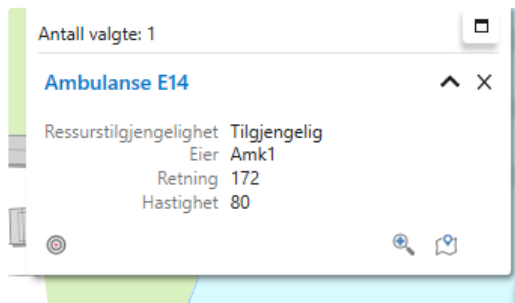 Antall valgte: 1
Ambulanse E14
Ressurstilgjengelighet Tilgjengelig
Eier Amk1
Retning 172
Hastighet 80